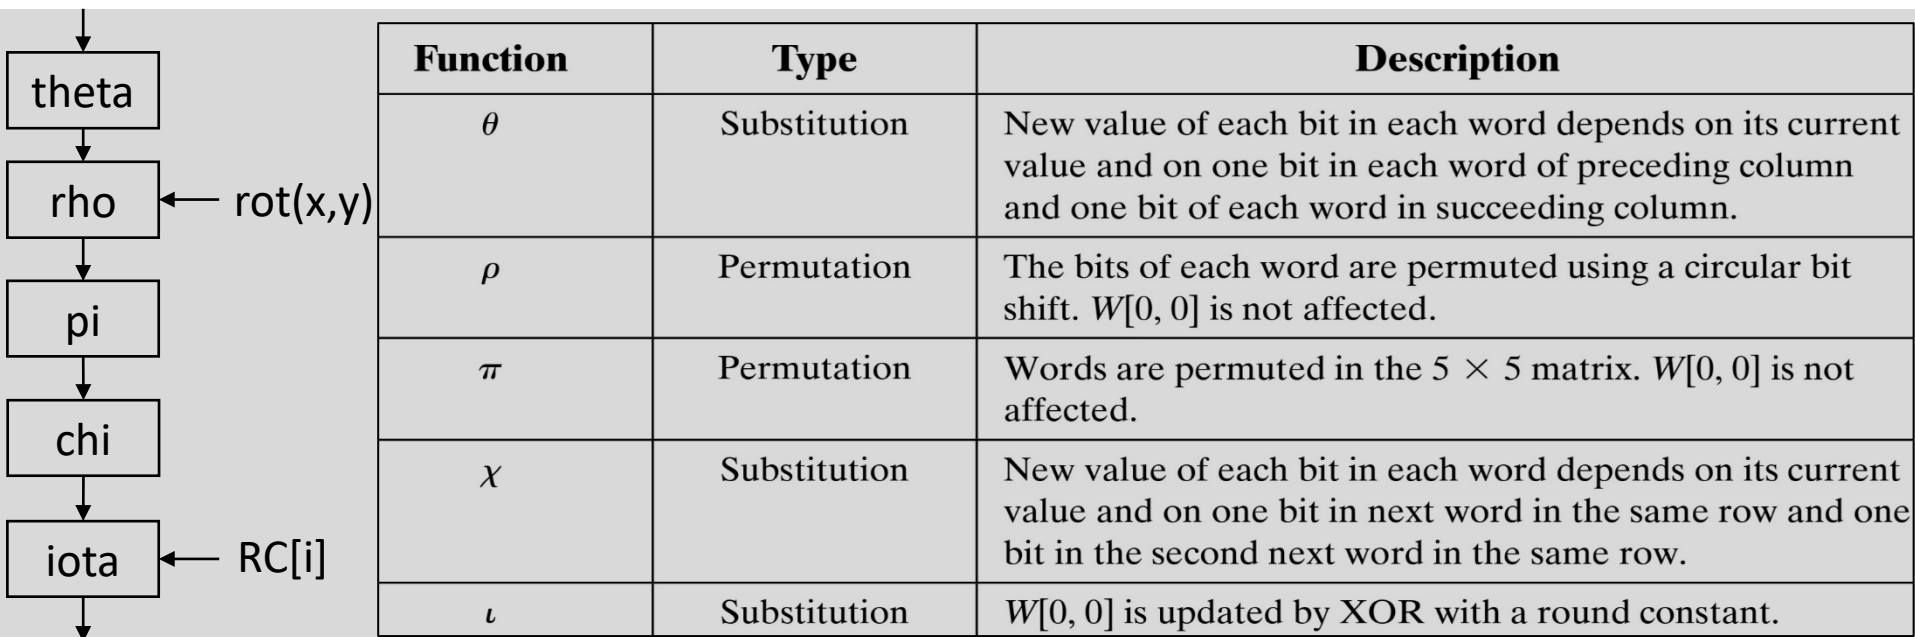 theta
rho
rot(x,y)
pi
chi
iota
RC[i]
Function Type Description
θ Substitution New value of each bit in each word depends on its current
value and on one bit in each word of preceding column
and one bit of each word in succeeding column.
ρ Permutation The bits of each word are permuted using a circular bit
shift. W[0, 0] is not affected.
π Permutation Words are permuted in the 5 × 5 matrix. W[0, 0] is not
affected.
χ Substitution New value of each bit in each word depends on its current
value and on one bit in next word in the same row and one
bit in the second next word in the same row.
ι Substitution W[0, 0] is updated by XOR with a round constant.